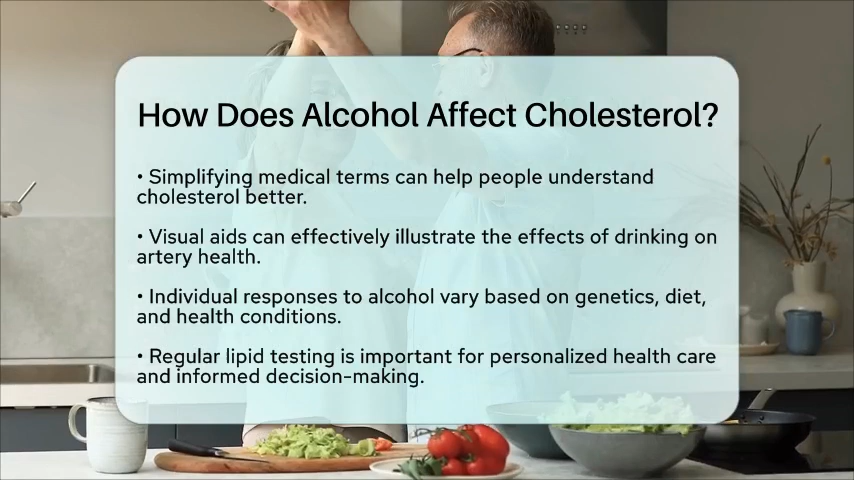 How Does Alcohol Affect Cholesterol?
• Simplifying medical terms can help people understand
cholesterol better.
• Visual aids can effectively illustrate the effects of drinking on
artery health.
• Individual responses to alcohol vary based on genetics, diet,
and health conditions.
• Regular lipid testing is important for personalized health care
and informed decision-making.